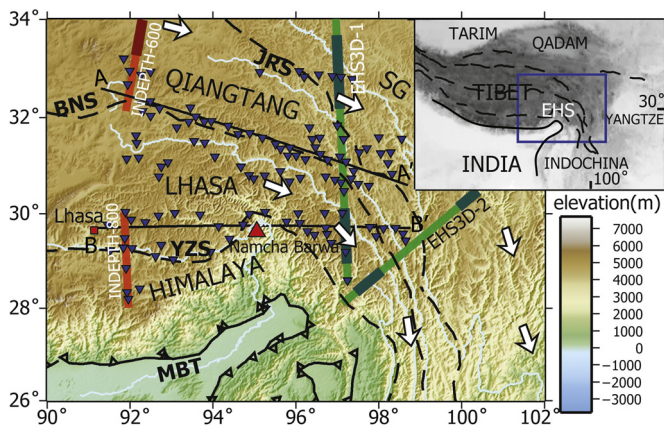 34°
32°
30°
28°
26°
90°
92°
94°
96°
98°
100°
102°
INDEPTH-600
EHS3D-1
JRS
SG
A
QIANGTANG
BNS
A'
LHASA
Lhasa
B
B'
Namcha Barwa
YZS
INDEPTH-800
HIMALAYA
EHS3D-2
MBT
TARIM
QADAM
TIBET
EHS
30°
YANGTZE
INDIA
INDOCHINA
100°
elevation(m)
7000
6000
5000
4000
3000
2000
1000
0
-1000
-2000
-3000